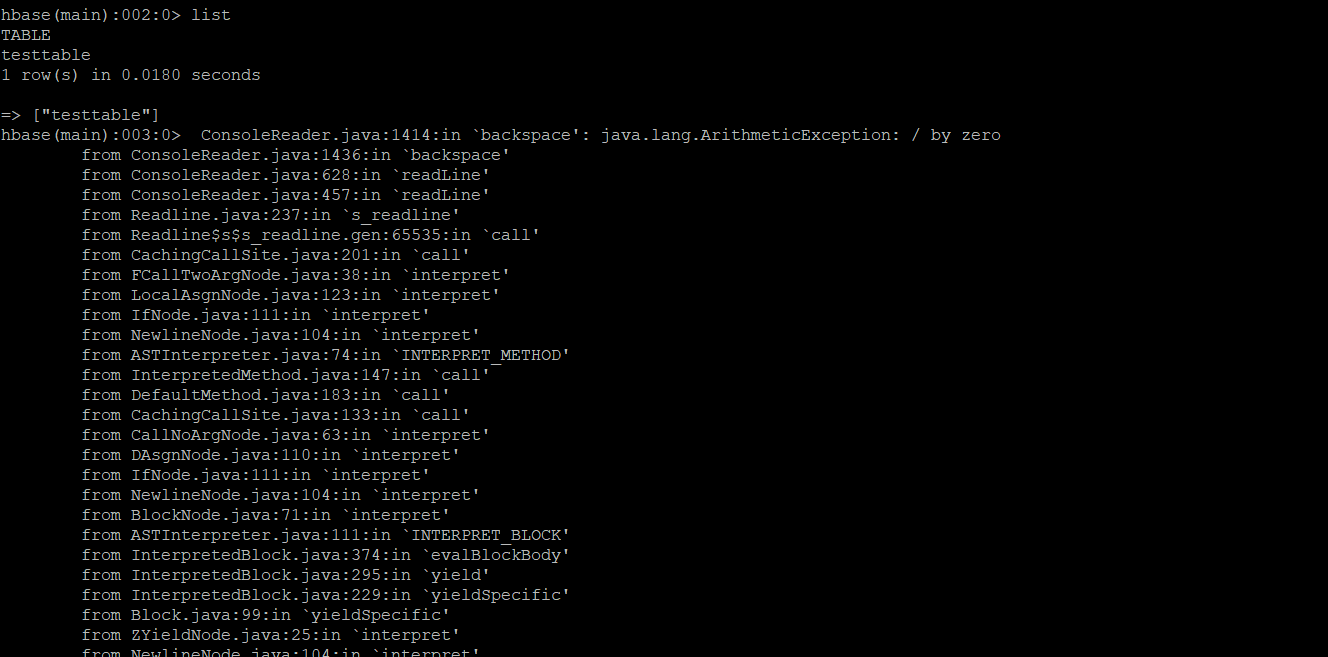 hbase(main):002:0> list
TABLE
testtable
1 row(s) in 0.0180 seconds
=> ["testtable"]
hbase(main):003:0>  ConsoleReader.java:1414:in `backspace': java.lang.ArithmeticException: / by zero
from ConsoleReader.java:1436:in `backspace'
from ConsoleReader.java:628:in `readLine'
from ConsoleReader.java:457:in `readLine'
from Readline.java:237:in `s_readline'
from Readline$s$s_readline.gen:65535:in `call'
from CachingCallSite.java:201:in `call'
from FCallTwoArgNode.java:38:in `interpret'
from LocalAsgnNode.java:123:in `interpret'
from IfNode.java:111:in `interpret'
from NewlineNode.java:104:in `interpret'
from ASTInterpreter.java:74:in `INTERPRET_METHOD'
from InterpretedMethod.java:147:in `call'
from DefaultMethod.java:183:in `call'
from CachingCallSite.java:133:in `call'
from CallNoArgNode.java:63:in `interpret'
from DAsgnNode.java:110:in `interpret'
from IfNode.java:111:in `interpret'
from NewlineNode.java:104:in `interpret'
from BlockNode.java:71:in `interpret'
from ASTInterpreter.java:111:in `INTERPRET_BLOCK'
from InterpretedBlock.java:374:in `evalBlockBody'
from InterpretedBlock.java:295:in `yield'
from InterpretedBlock.java:229:in `yieldSpecific'
from Block.java:99:in `yieldSpecific'
from ZYieldNode.java:25:in `interpret'
from NewlineNode.java:104:in `interpret'